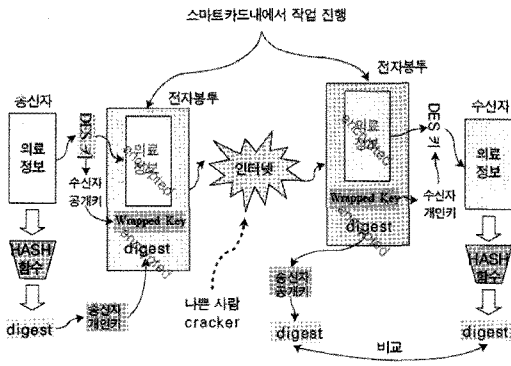 스마트카드내에서 작업 진행
송신자
의료
정보
HASH
함수
digest
DES 키
수신자
공개키
송신자
개인키
전자봉투
의료
정보
encrypted
Wrapped Key
digest
encrypted
인터넷
나쁜 사람
cracker
전자봉투
의료
정보
encrypted
Wrapped Key
digest
encrypted
송신자
공개키
digest
DES 키
수신자
개인키
수신자
의료
정보
HASH
함수
digest
비교